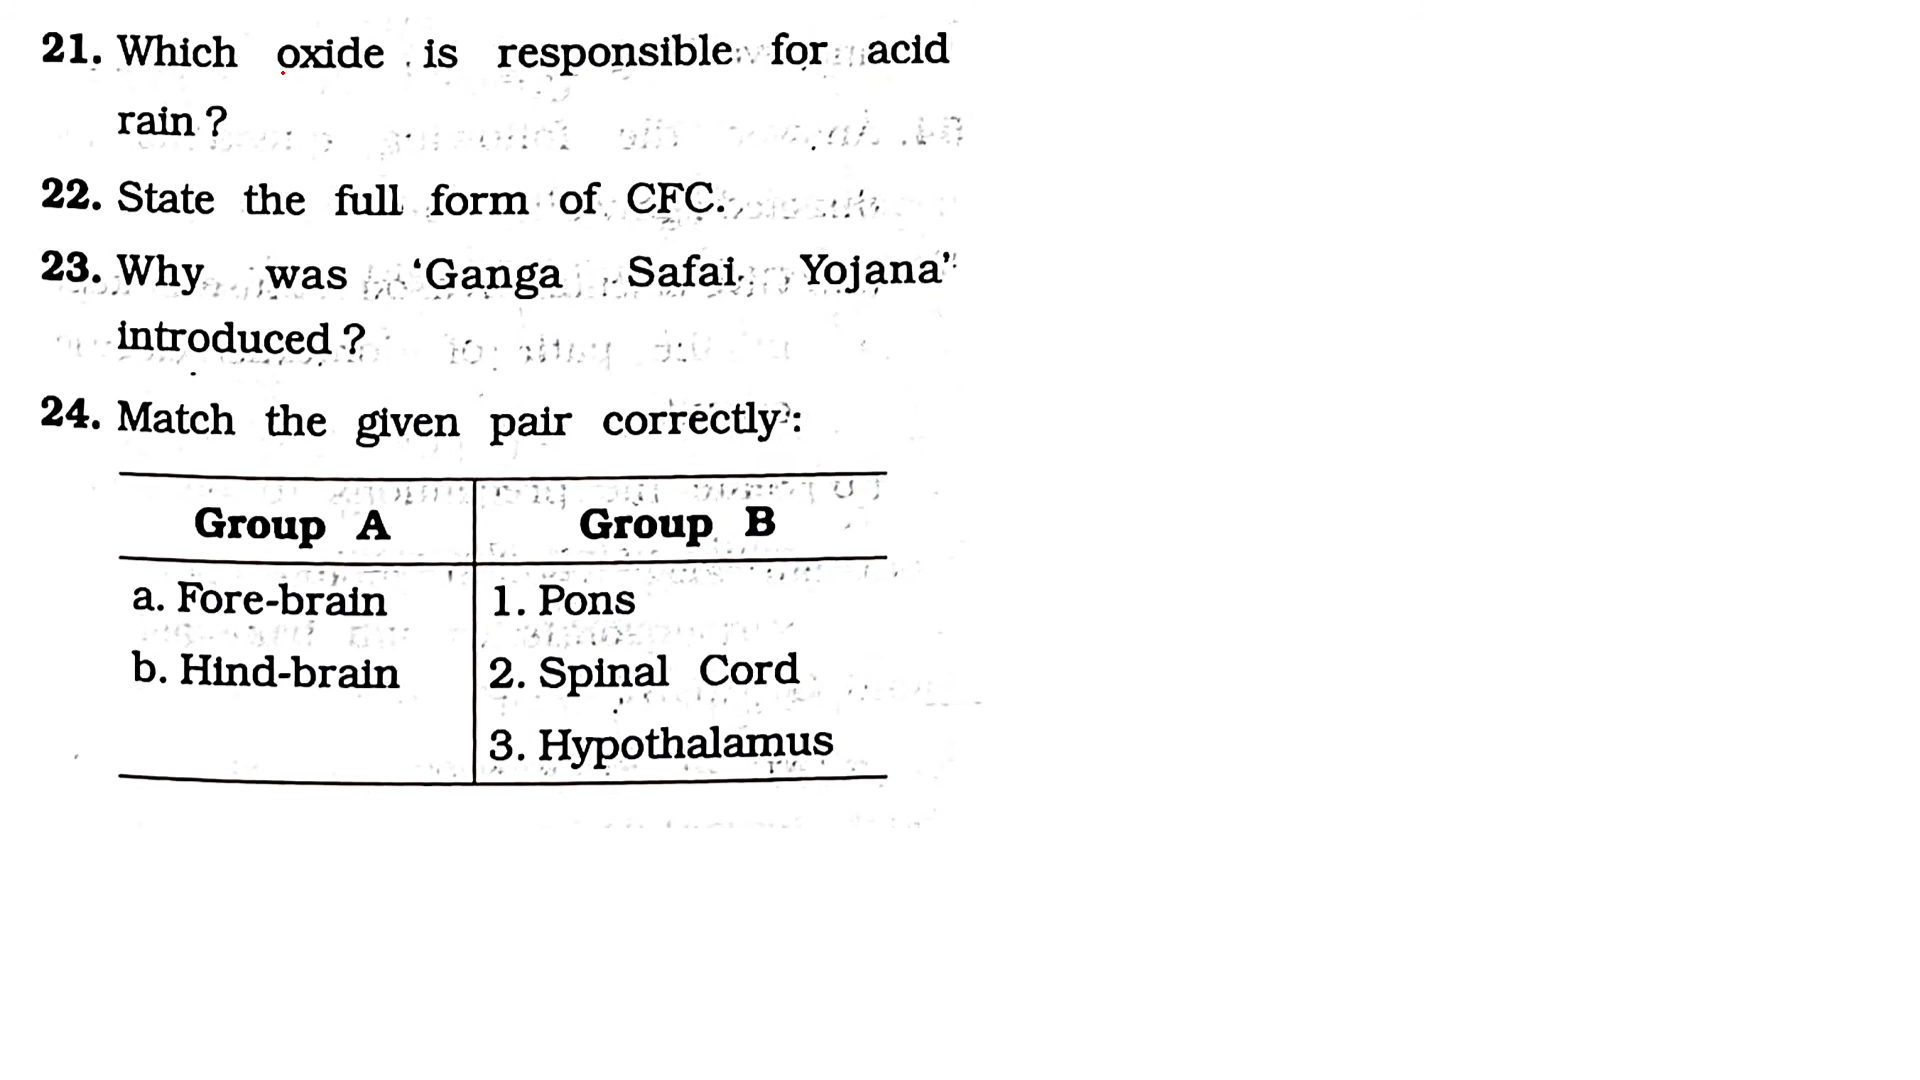 21. Which oxide is responsible for acid
rain ?
22. State the full form of CFC.
23. Why was 'Ganga Safai Yojana'
introduced ?
24. Match the given pair correctly :
Group A Group B
a. Fore-brain 1. Pons
b. Hind-brain 2. Spinal Cord
3. Hypothalamus